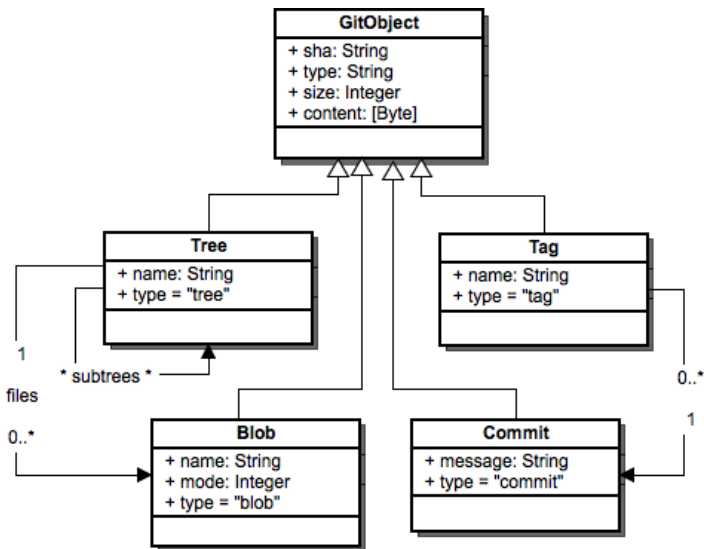 GitObject
+ sha: String
+ type: String
+ size: Integer
+ content: [Byte]
Tree
+ name: String
+ type = "tree"
Tag
+ name: String
+ type = "tag"
1
files
0..*
* subtrees *
0..*
1
Blob
+ name: String
+ mode: Integer
+ type = "blob"
Commit
+ message: String
+ type = "commit"